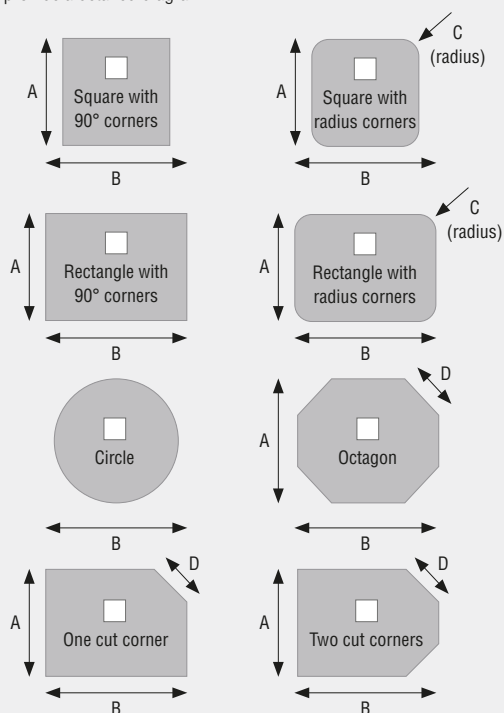 C
(radius)
A
Square with
90° corners
B
A
Square with
radius corners
B
C
(radius)
A
Rectangle with
90° corners
B
A
Rectangle with
radius corners
B
Circle
B
D
A
Octagon
B
D
A
One cut corner
B
D
A
Two cut corners
B